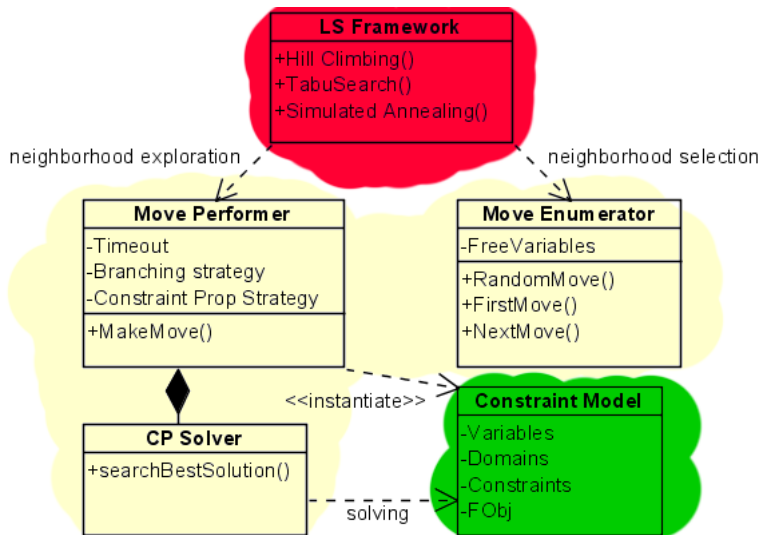 LS Framework
+Hill Climbing()
+TabuSearch()
+Simulated Annealing()
neighborhood exploration
neighborhood selection
Move Performer
-Timeout
-Branching strategy
-Constraint Prop Strategy
+MakeMove()
Move Enumerator
-FreeVariables
+RandomMove()
+FirstMove()
+NextMove()
<<instantiate>>
CP Solver
+searchBestSolution()
solving
Constraint Model
-Variables
-Domains
-Constraints
-FObj